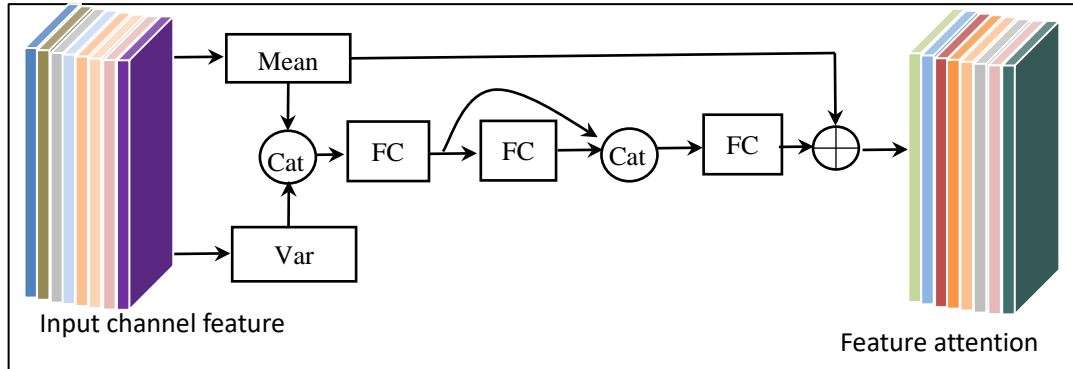 Mean
Cat
FC
FC
Cat
FC
Var
Input channel feature
Feature attention